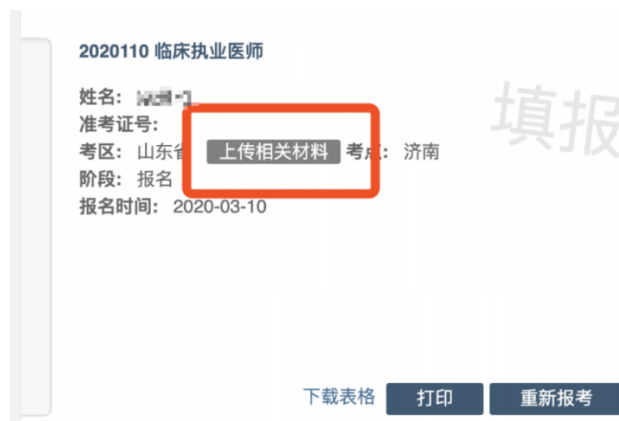 2020110 临床执业医师
姓名：
准考证号：
考区： 山东省 上传相关材料 考点： 济南
阶段： 报名
报名时间： 2020-03-10
填报
下载表格 打印 重新报考